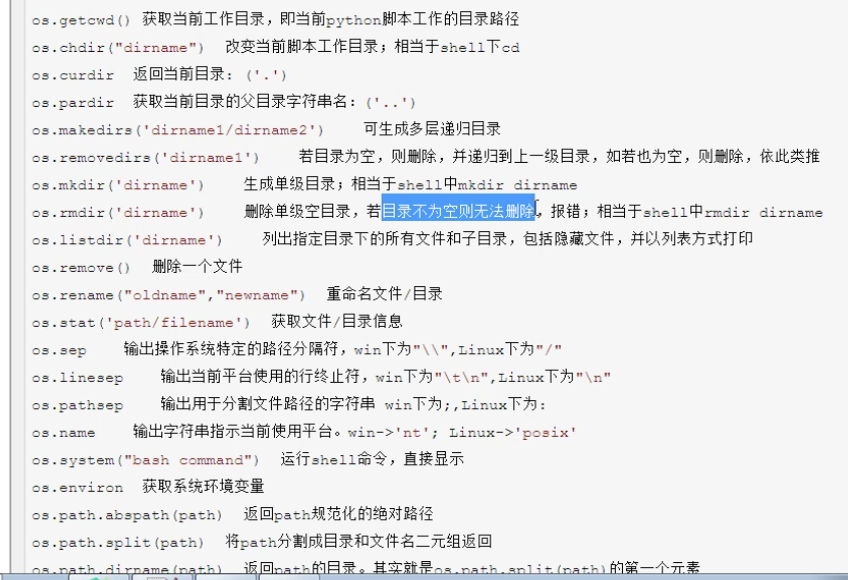 os.getcwd() 获取当前工作目录，即当前python脚本工作的目录路径
os.chdir("dirname")  改变当前脚本工作目录；相当于shell下cd
os.curdir  返回当前目录: ('.')
os.pardir  获取当前目录的父目录字符串名：('..')
os.makedirs('dirname1/dirname2')    可生成多层递归目录
os.removedirs('dirname1')    若目录为空，则删除，并递归到上一级目录，如若也为空，则删除，依此类推
os.mkdir('dirname')    生成单级目录；相当于shell中mkdir dirname
os.rmdir('dirname')    删除单级空目录，若目录不为空则无法删除，报错；相当于shell中rmdir dirname
os.listdir('dirname')    列出指定目录下的所有文件和子目录，包括隐藏文件，并以列表方式打印
os.remove()  删除一个文件
os.rename("oldname","newname")  重命名文件/目录
os.stat('path/filename')  获取文件/目录信息
os.sep    输出操作系统特定的路径分隔符，win下为"\\",Linux下为"/"
os.linesep    输出当前平台使用的行终止符，win下为"\t\n",Linux下为"\n"
os.pathsep    输出用于分割文件路径的字符串 win下为;,Linux下为:
os.name    输出字符串指示当前使用平台。win->'nt'; Linux->'posix'
os.system("bash command")  运行shell命令，直接显示
os.environ  获取系统环境变量
os.path.abspath(path)  返回path规范化的绝对路径
os.path.split(path)  将path分割成目录和文件名二元组返回
os.path.dirname(path)  返回path的目录。其实就是os.path.split(path)的第一个元素